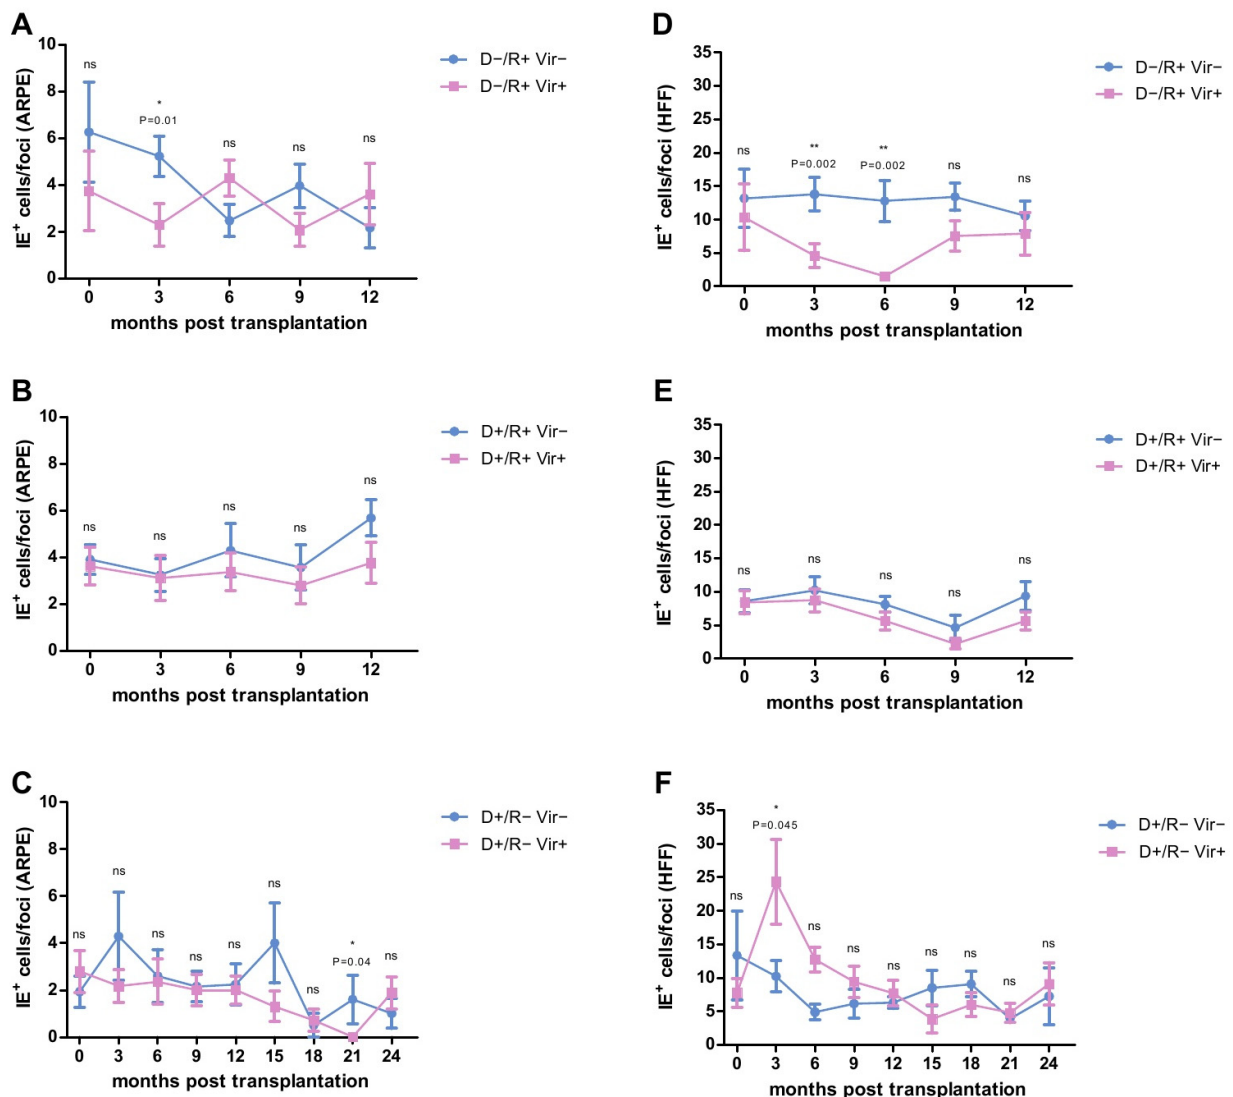 A
IE+ cells/foci (ARPE)
10
8
6
4
2
0
ns
*
P=0.01
ns
ns
ns
0 3 6 9 12
months post transplantation
D−/R+ Vir−
D−/R+ Vir+
D
IE+ cells/foci (HFF)
35
30
25
20
15
10
5
0
ns
**
P=0.002
**
P=0.002
ns
ns
0 3 6 9 12
months post transplantation
D−/R+ Vir−
D−/R+ Vir+
B
IE+ cells/foci (ARPE)
10
8
6
4
2
0
ns
ns
ns
ns
ns
0 3 6 9 12
months post transplantation
D+/R+ Vir−
D+/R+ Vir+
E
IE+ cells/foci (HFF)
35
30
25
20
15
10
5
0
ns
ns
ns
ns
ns
0 3 6 9 12
months post transplantation
D+/R+ Vir−
D+/R+ Vir+
C
IE+ cells/foci (ARPE)
10
8
6
4
2
0
ns
ns
ns
ns
ns
ns
ns
*
P=0.04
ns
0 3 6 9 12 15 18 21 24
months post transplantation
D+/R− Vir−
D+/R− Vir+
F
IE+ cells/foci (HFF)
35
30
25
20
15
10
5
0
ns
*
P=0.045
ns
ns
ns
ns
ns
ns
ns
0 3 6 9 12 15 18 21 24
months post transplantation
D+/R− Vir−
D+/R− Vir+